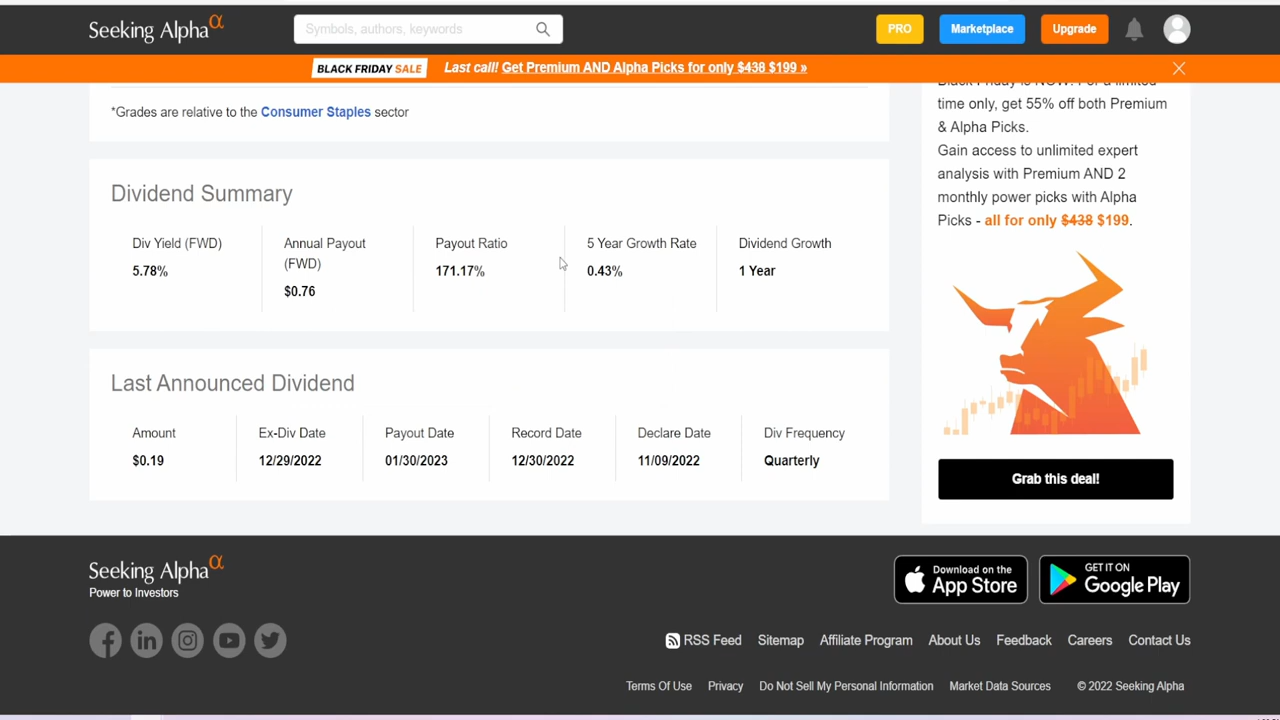 Seeking Alpha α
Symbols, authors, keywords
PRO
Marketplace
Upgrade
BLACK FRIDAY SALE Last call! Get Premium AND Alpha Picks for only $438 $199 »
*Grades are relative to the Consumer Staples sector
Dividend Summary
Div Yield (FWD)
5.78%
Annual Payout
(FWD)
$0.76
Payout Ratio
171.17%
5 Year Growth Rate
0.43%
Dividend Growth
1 Year
Last Announced Dividend
Amount
$0.19
Ex-Div Date
12/29/2022
Payout Date
01/30/2023
Record Date
12/30/2022
Declare Date
11/09/2022
Div Frequency
Quarterly
Black Friday is NOW! For a limited
time only, get 55% off both Premium
& Alpha Picks.
Gain access to unlimited expert
analysis with Premium AND 2
monthly power picks with Alpha
Picks - all for only $438 $199.
Grab this deal!
Seeking Alpha α
Power to Investors
Download on the
App Store
GET IT ON
Google Play
RSS Feed Sitemap Affiliate Program About Us Feedback Careers Contact Us
Terms Of Use Privacy Do Not Sell My Personal Information Market Data Sources © 2022 Seeking Alpha